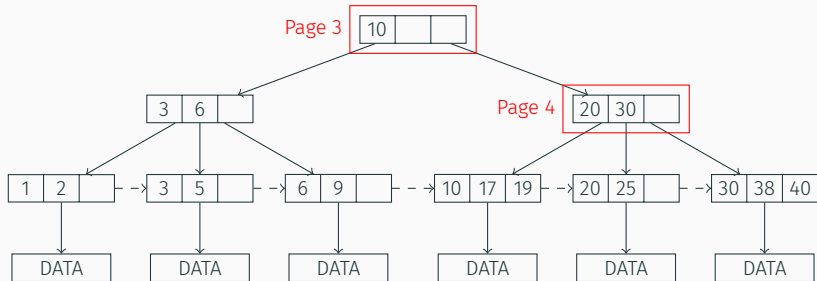 Page 3 10
3 6 Page 4 20 30
1 2 3 5 6 9 10 17 19 20 25 30 38 40
DATA DATA DATA DATA DATA DATA